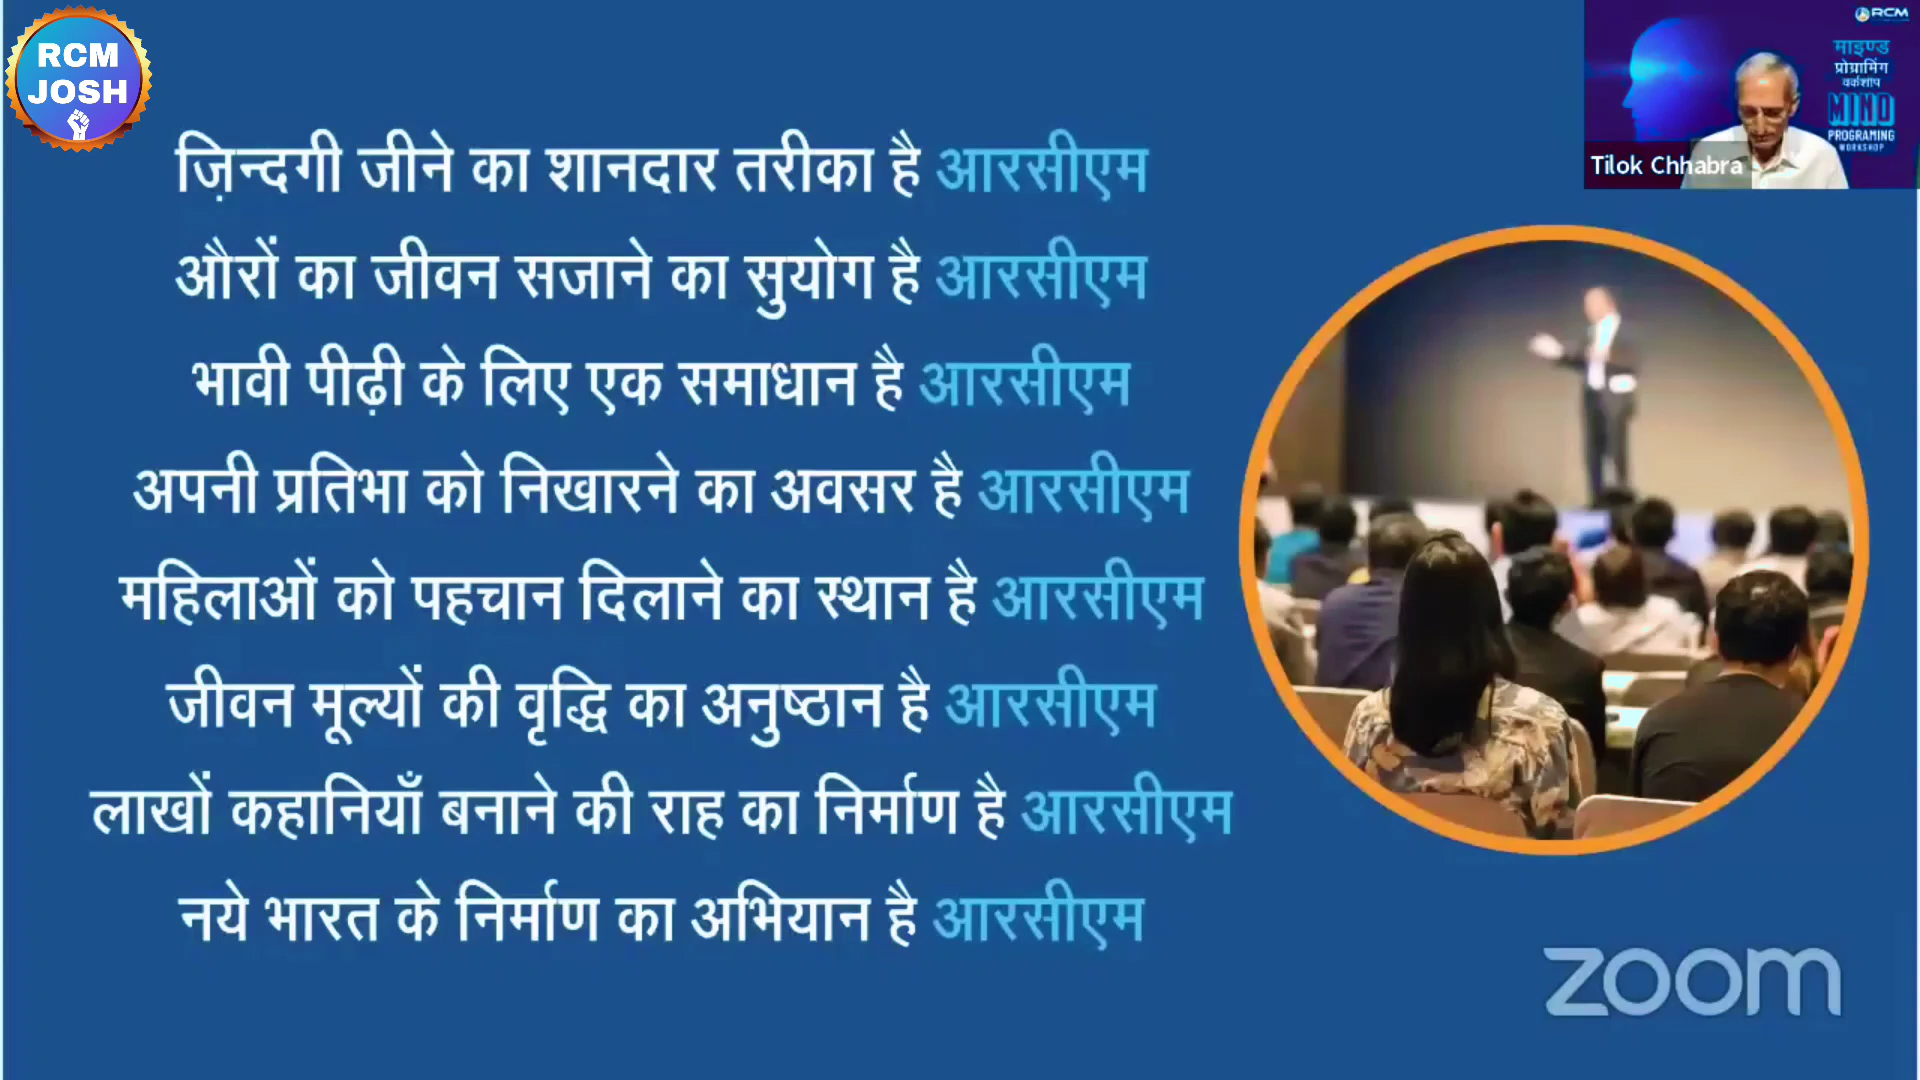 RCM
JOSH
RCM
माइण्ड
प्रोग्रामिंग
वर्कशॉप
MIND
PROGRAMING
WORKSHOP
Tilok Chhabra
ज़िन्दगी जीने का शानदार तरीका है आरसीएम
औरों का जीवन सजाने का सुयोग है आरसीएम
भावी पीढ़ी के लिए एक समाधान है आरसीएम
अपनी प्रतिभा को निखारने का अवसर है आरसीएम
महिलाओं को पहचान दिलाने का स्थान है आरसीएम
जीवन मूल्यों की वृद्धि का अनुष्ठान है आरसीएम
लाखों कहानियाँ बनाने की राह का निर्माण है आरसीएम
नये भारत के निर्माण का अभियान है आरसीएम
zoom